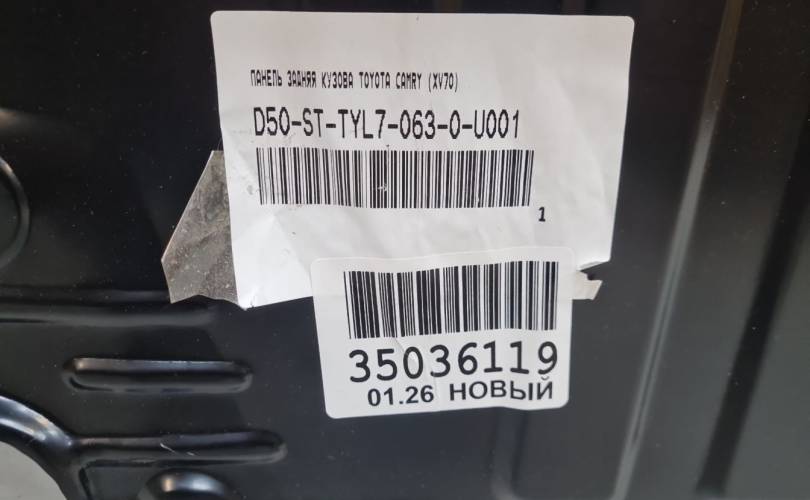 ПАНЕЛЬ ЗАДНЯЯ КУЗОВА TOYOTA CAMRY (XV70)
D50-ST-TYL7-063-0-U001
1
35036119
01.26 НОВЫЙ